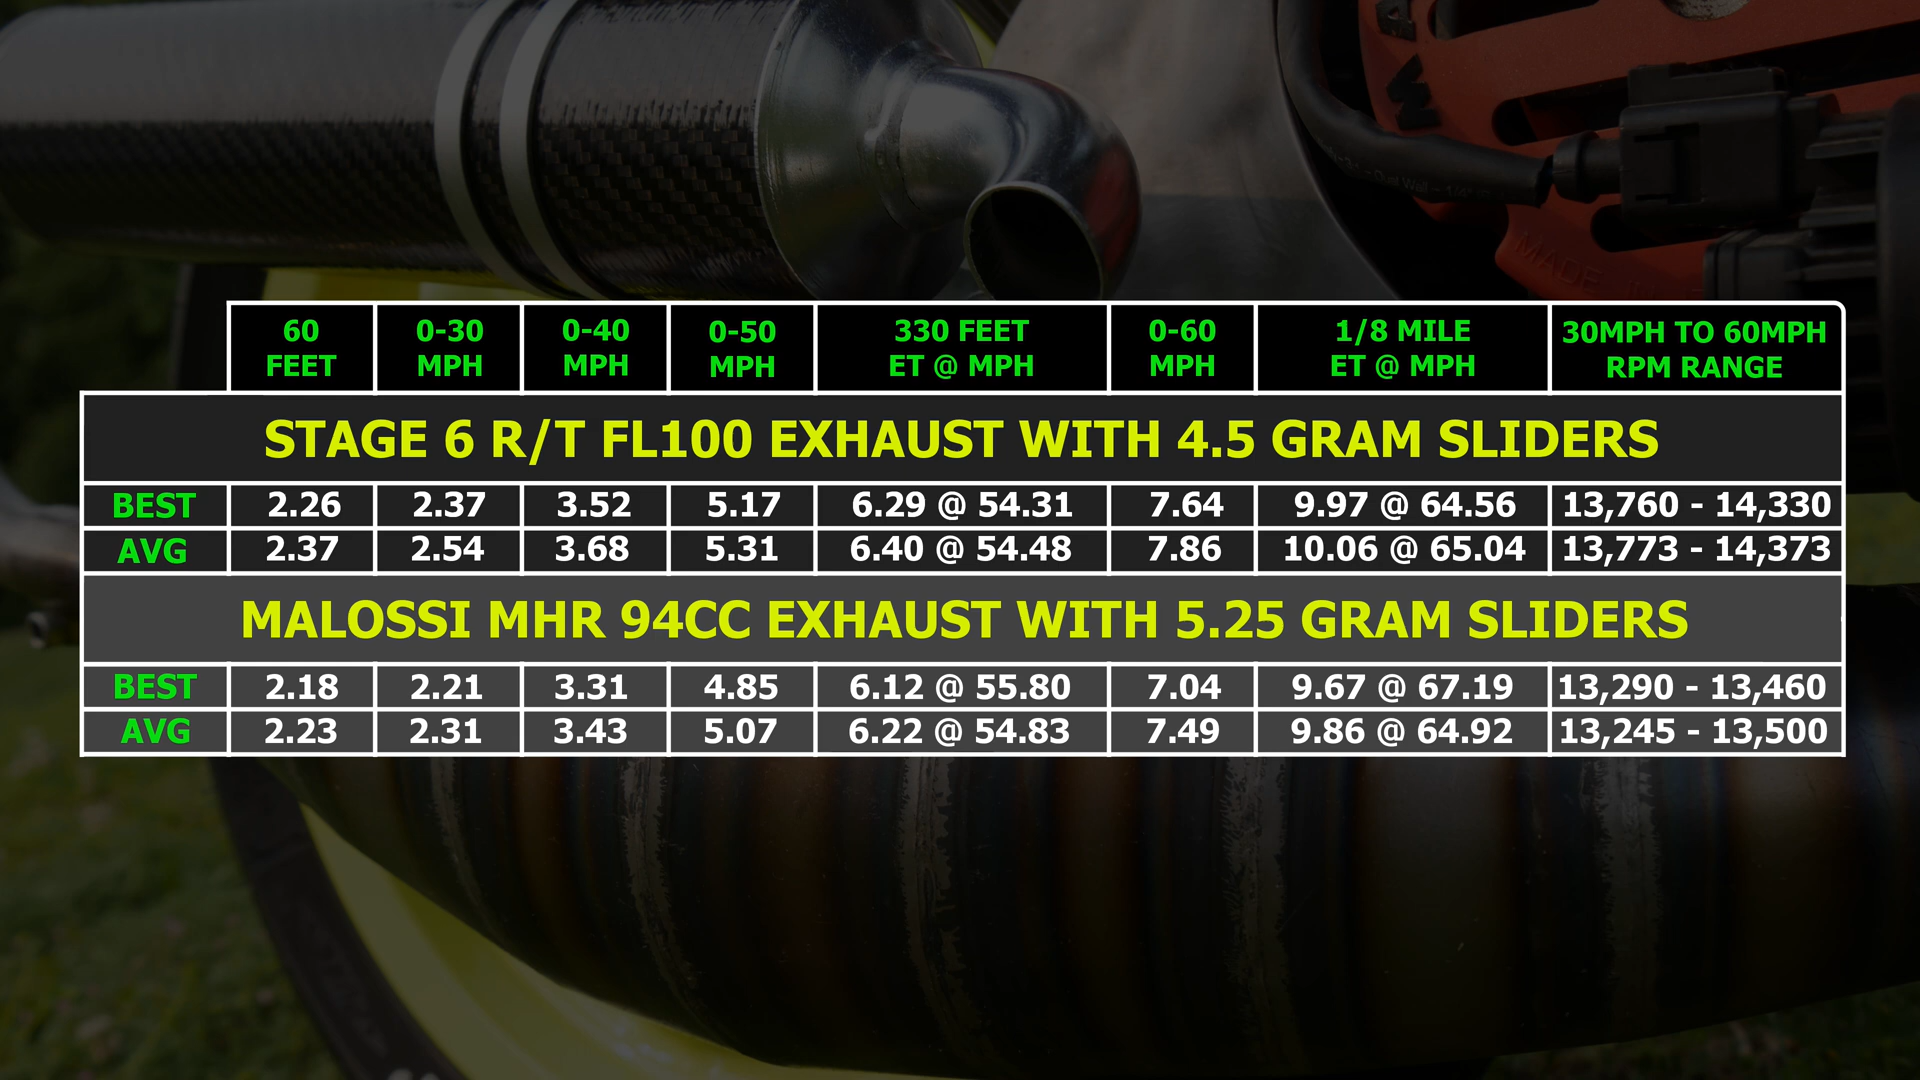 60 FEET 0-30 MPH 0-40 MPH 0-50 MPH 330 FEET ET @ MPH 0-60 MPH 1/8 MILE ET @ MPH 30MPH TO 60MPH RPM RANGE
STAGE 6 R/T FL100 EXHAUST WITH 4.5 GRAM SLIDERS
BEST 2.26 2.37 3.52 5.17 6.29 @ 54.31 7.64 9.97 @ 64.56 13,760 - 14,330
AVG 2.37 2.54 3.68 5.31 6.40 @ 54.48 7.86 10.06 @ 65.04 13,773 - 14,373
MALOSSI MHR 94CC EXHAUST WITH 5.25 GRAM SLIDERS
BEST 2.18 2.21 3.31 4.85 6.12 @ 55.80 7.04 9.67 @ 67.19 13,290 - 13,460
AVG 2.23 2.31 3.43 5.07 6.22 @ 54.83 7.49 9.86 @ 64.92 13,245 - 13,500
MADE